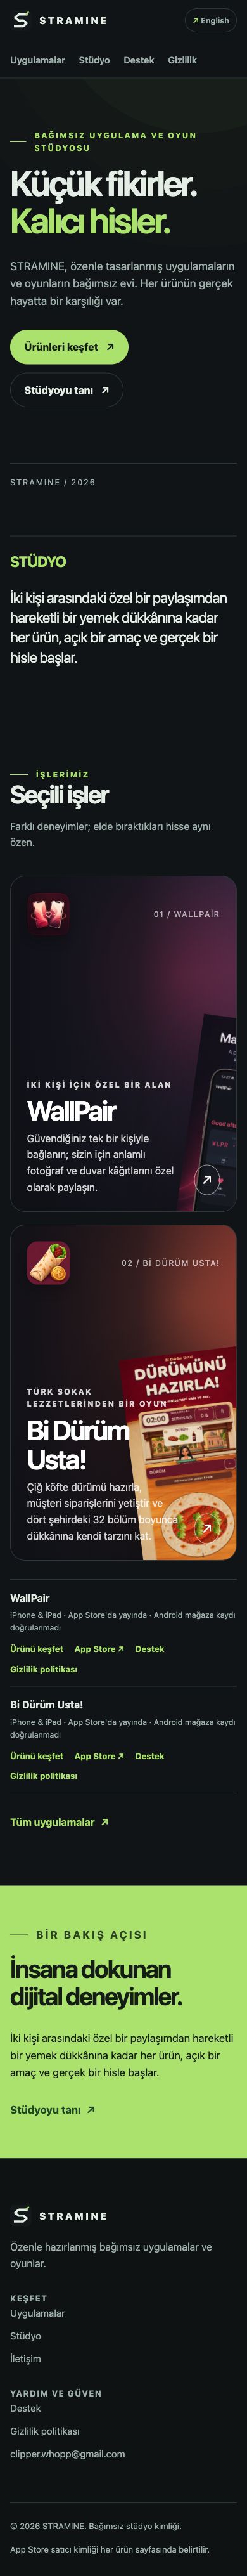 STRAMINE
English
Uygulamalar Stüdyo Destek Gizlilik
BAĞIMSIZ UYGULAMA VE OYUN
STÜDYOSU
Küçük fikirler.
Kalıcı hisler.
STRAMINE, özenle tasarlanmış uygulamaların
ve oyunların bağımsız evi. Her ürünün gerçek
hayatta bir karşılığı var.
Ürünleri keşfet
Stüdyoyu tanı
STRAMINE / 2026
STÜDYO
İki kişi arasındaki özel bir paylaşımdan
hareketli bir yemek dükkânına kadar
her ürün, açık bir amaç ve gerçek bir
hisle başlar.
İŞLERİMİZ
Seçili işler
Farklı deneyimler; elde bıraktıkları hisse aynı
özen.
01 / WALLPAİR
İKİ KİŞİ İÇİN ÖZEL BİR ALAN
WallPair
Güvendiğiniz tek bir kişiyle
bağlanın; sizin için anlamlı
fotoğraf ve duvar kâğıtlarını özel
olarak paylaşın.
02 / Bİ DÜRÜM USTA!
DÜRÜMÜNÜ
HAZIRLA!
02:00
TÜRK SOKAK
LEZZETLERİNDEN BİR OYUN
Bi Dürüm
Usta!
Çiğ köfte dürümü hazırla,
müşteri siparişlerini yetiştir ve
dört şehirdeki 32 bölüm boyunca
dükkânına kendi tarzını kat.
WallPair
iPhone & iPad · App Store'da yayında · Android mağaza kaydı
doğrulanmadı
Ürünü keşfet App Store Destek
Gizlilik politikası
Bi Dürüm Usta!
iPhone & iPad · App Store'da yayında · Android mağaza kaydı
doğrulanmadı
Ürünü keşfet App Store Destek
Gizlilik politikası
Tüm uygulamalar
BİR BAKIŞ AÇISI
İnsana dokunan
dijital deneyimler.
İki kişi arasındaki özel bir paylaşımdan hareketli
bir yemek dükkânına kadar her ürün, açık bir
amaç ve gerçek bir hisle başlar.
Stüdyoyu tanı
STRAMINE
Özenle hazırlanmış bağımsız uygulamalar ve
oyunlar.
KEŞFET
Uygulamalar
Stüdyo
İletişim
YARDIM VE GÜVEN
Destek
Gizlilik politikası
clipper.whopp@gmail.com
© 2026 STRAMINE. Bağımsız stüdyo kimliği.
App Store satıcı kimliği her ürün sayfasında belirtilir.